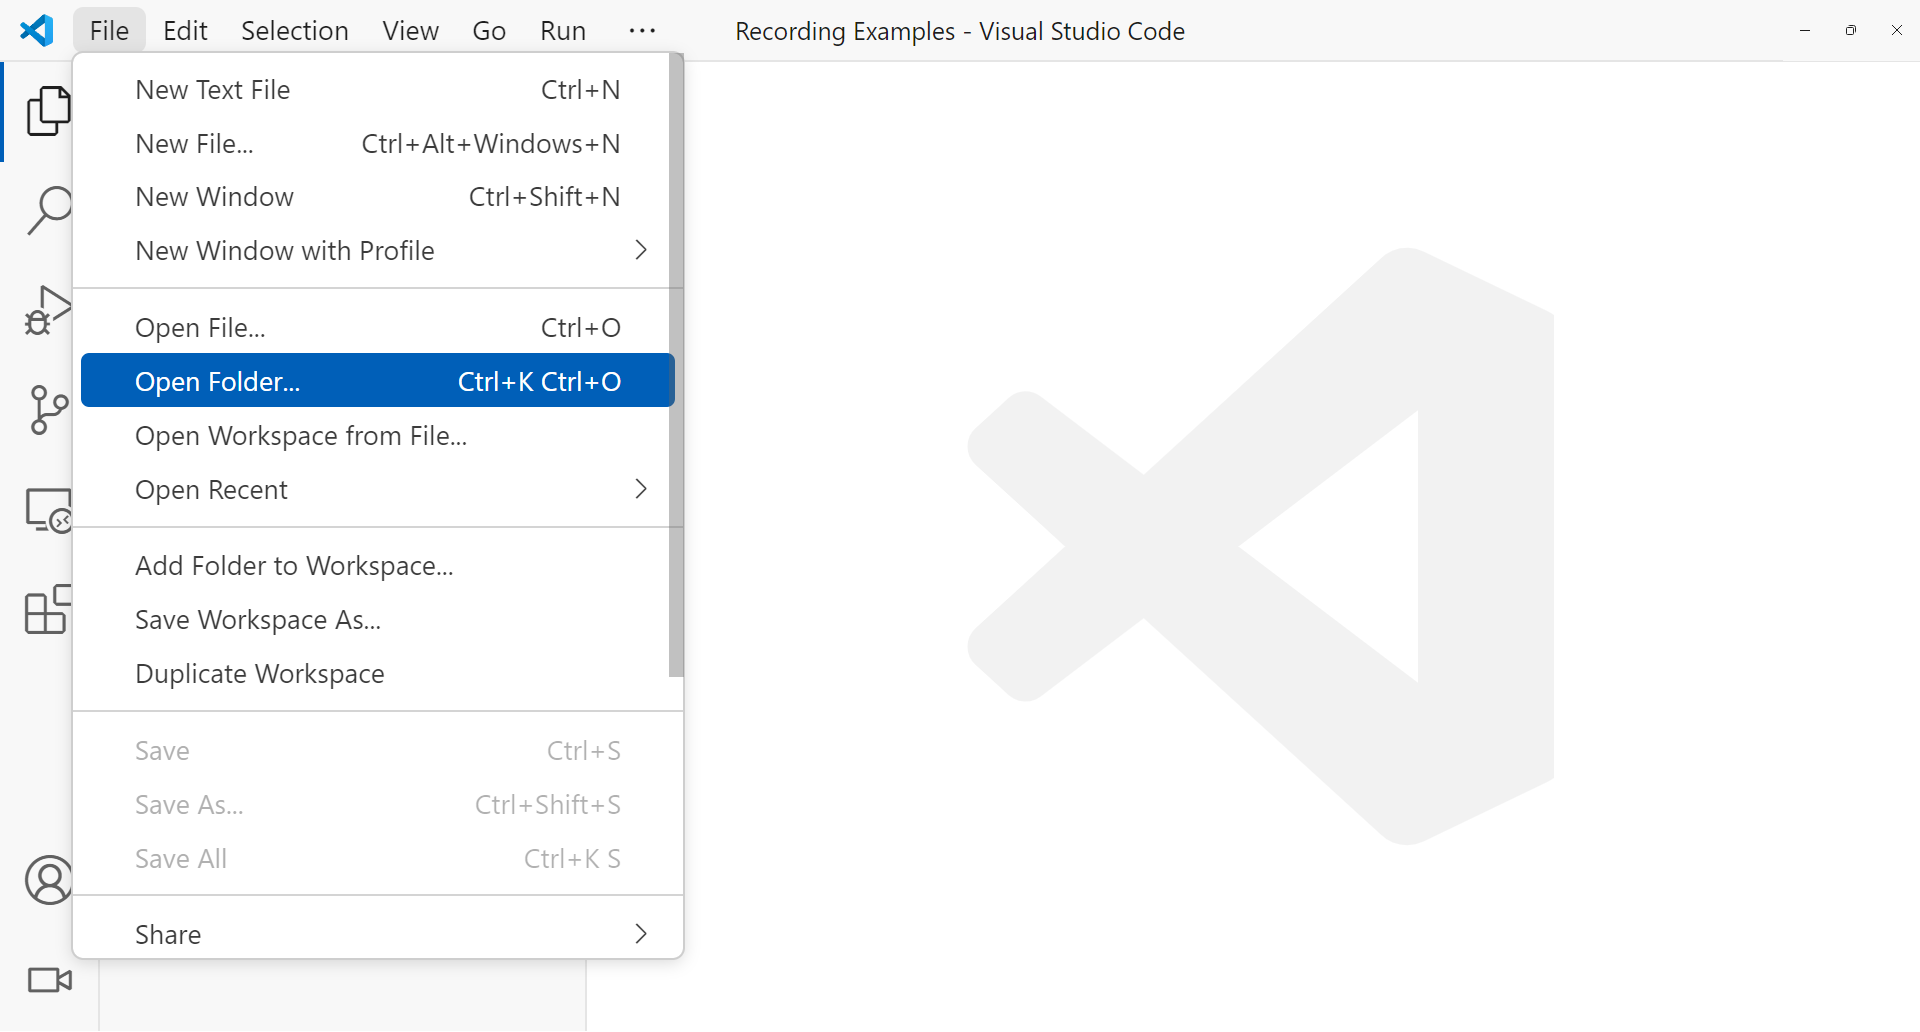 File Edit Selection View Go Run ··· Recording Examples - Visual Studio Code
New Text File Ctrl+N
New File... Ctrl+Alt+Windows+N
New Window Ctrl+Shift+N
New Window with Profile
Open File... Ctrl+O
Open Folder... Ctrl+K Ctrl+O
Open Workspace from File...
Open Recent
Add Folder to Workspace...
Save Workspace As...
Duplicate Workspace
Save Ctrl+S
Save As... Ctrl+Shift+S
Save All Ctrl+K S
Share